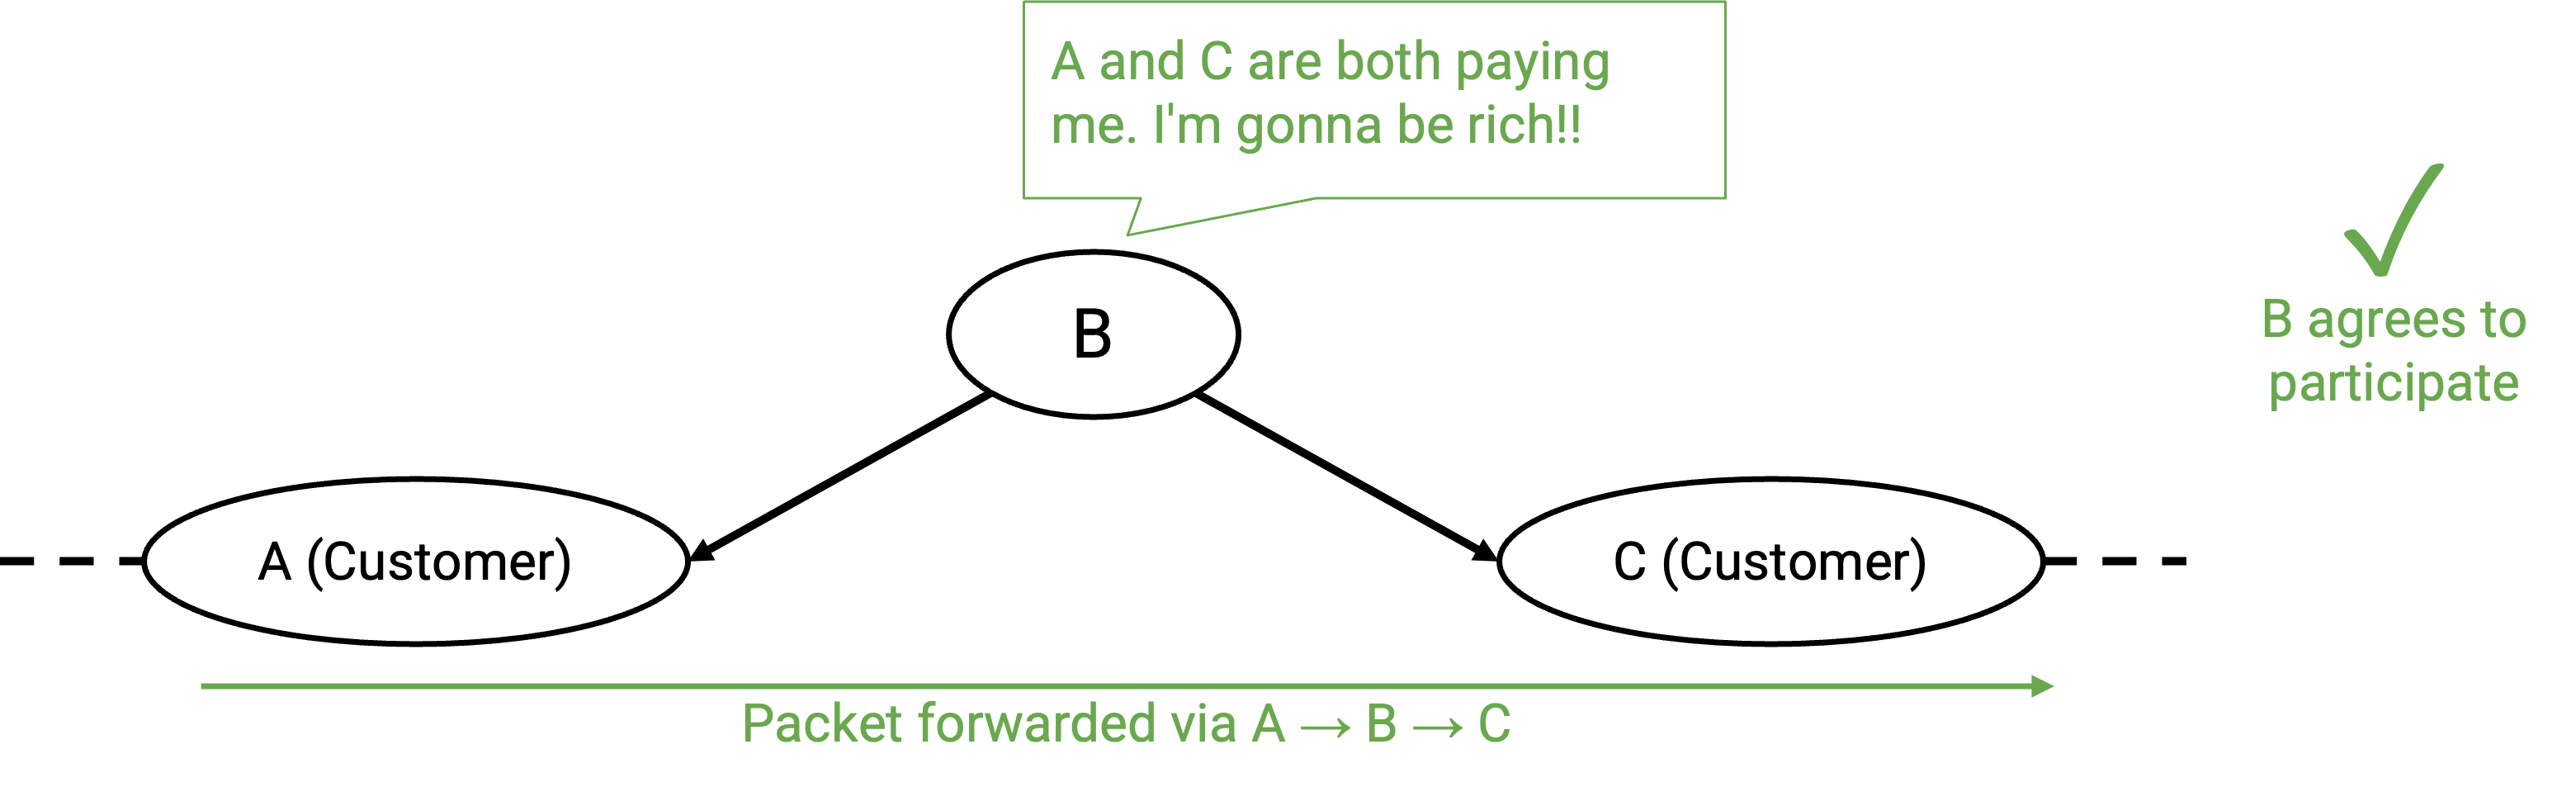 A and C are both paying
me. I'm gonna be rich!!
B
B agrees to
participate
A (Customer)
C (Customer)
Packet forwarded via A → B → C